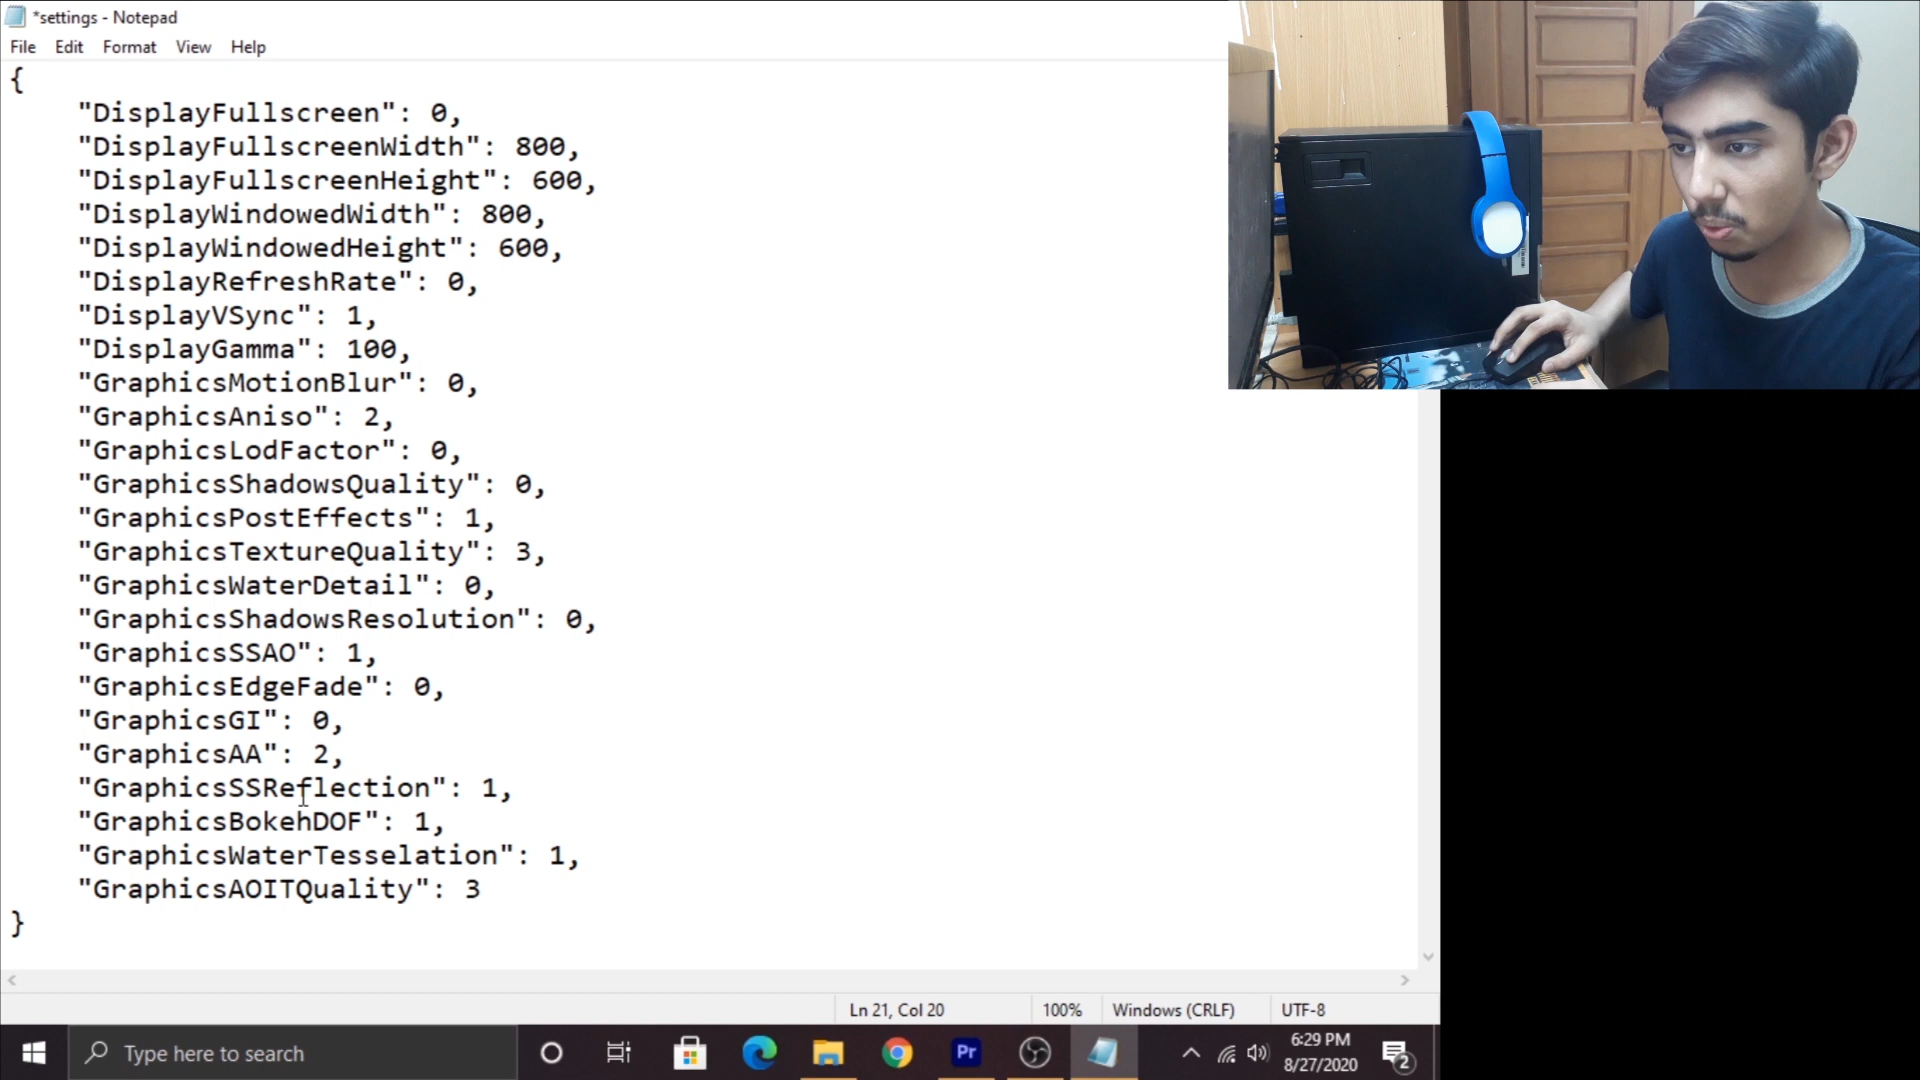 *settings - Notepad
File Edit Format View Help
{
"DisplayFullscreen": 0,
"DisplayFullscreenWidth": 800,
"DisplayFullscreenHeight": 600,
"DisplayWindowedWidth": 800,
"DisplayWindowedHeight": 600,
"DisplayRefreshRate": 0,
"DisplayVSync": 1,
"DisplayGamma": 100,
"GraphicsMotionBlur": 0,
"GraphicsAniso": 2,
"GraphicsLodFactor": 0,
"GraphicsShadowsQuality": 0,
"GraphicsPostEffects": 1,
"GraphicsTextureQuality": 3,
"GraphicsWaterDetail": 0,
"GraphicsShadowsResolution": 0,
"GraphicsSSAO": 1,
"GraphicsEdgeFade": 0,
"GraphicsGI": 0,
"GraphicsAA": 2,
"GraphicsSSReflection": 1,
"GraphicsBokehDOF": 1,
"GraphicsWaterTesselation": 1,
"GraphicsAOITQuality": 3
}
Ln 21, Col 20 100% Windows (CRLF) UTF-8
Type here to search Pr 6:29 PM 2
8/27/2020